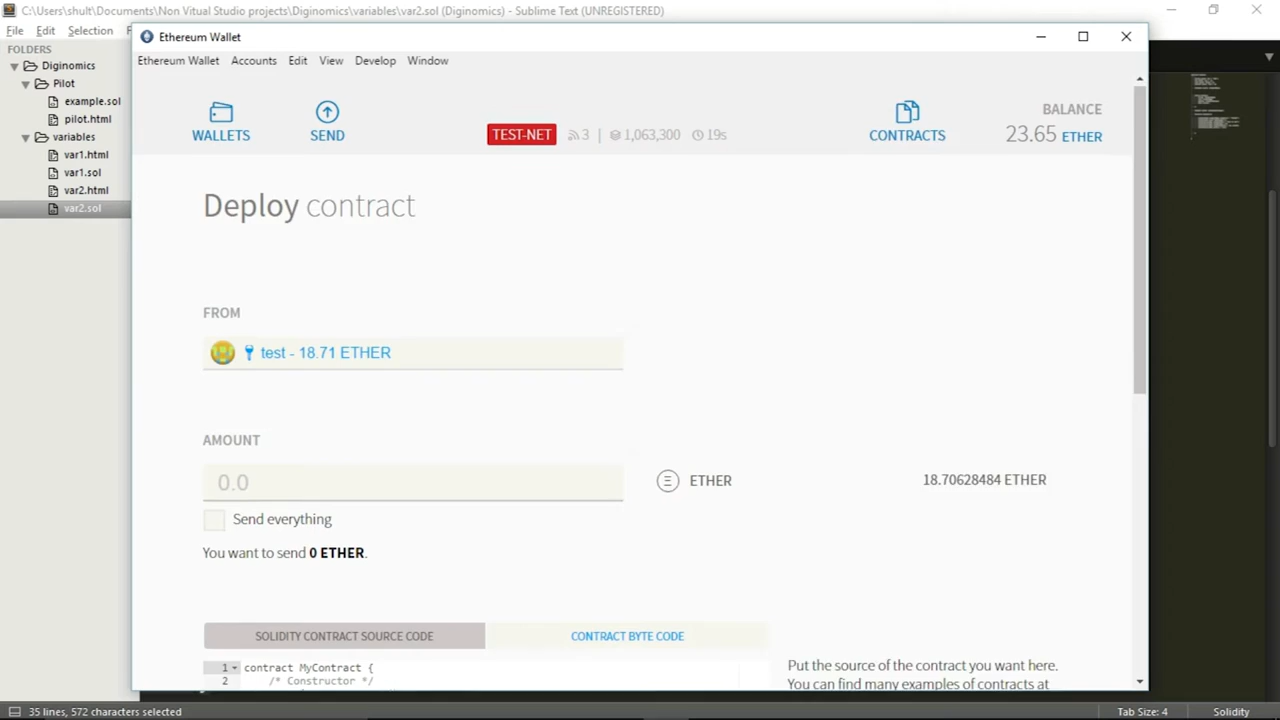 C:\Users\shult\Documents\Non Vitual Studio projects\Diginomics\variables\var2.sol (Diginomics) - Sublime Text (UNREGISTERED)
File Edit Selection F
FOLDERS
Diginomics
Pilot
example.sol
pilot.html
variables
var1.html
var1.sol
var2.html
var2.sol
Ethereum Wallet
Ethereum Wallet Accounts Edit View Develop Window
WALLETS
SEND
TEST-NET 3 | 1,063,300 19s
CONTRACTS
BALANCE
23.65 ETHER
Deploy contract
FROM
test - 18.71 ETHER
AMOUNT
0.0
ETHER
18.70628484 ETHER
Send everything
You want to send 0 ETHER.
SOLIDITY CONTRACT SOURCE CODE
CONTRACT BYTE CODE
1 contract MyContract {
2 /* Constructor */
Put the source of the contract you want here.
You can find many examples of contracts at
35 lines, 572 characters selected
Tab Size: 4
Solidity